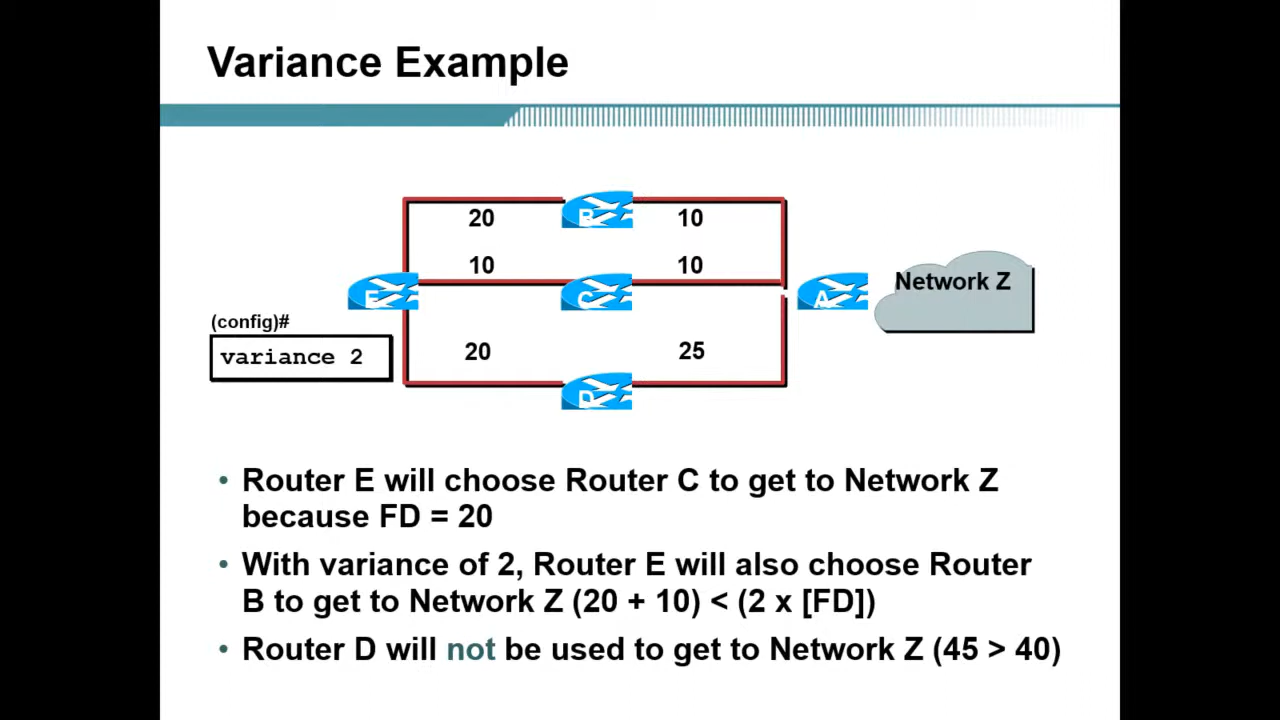 Variance Example
20 B 10
10 10
E C A Network Z
(config)#
variance 2
20 25
D
• Router E will choose Router C to get to Network Z
because FD = 20
• With variance of 2, Router E will also choose Router
B to get to Network Z (20 + 10) < (2 x [FD])
• Router D will not be used to get to Network Z (45 > 40)